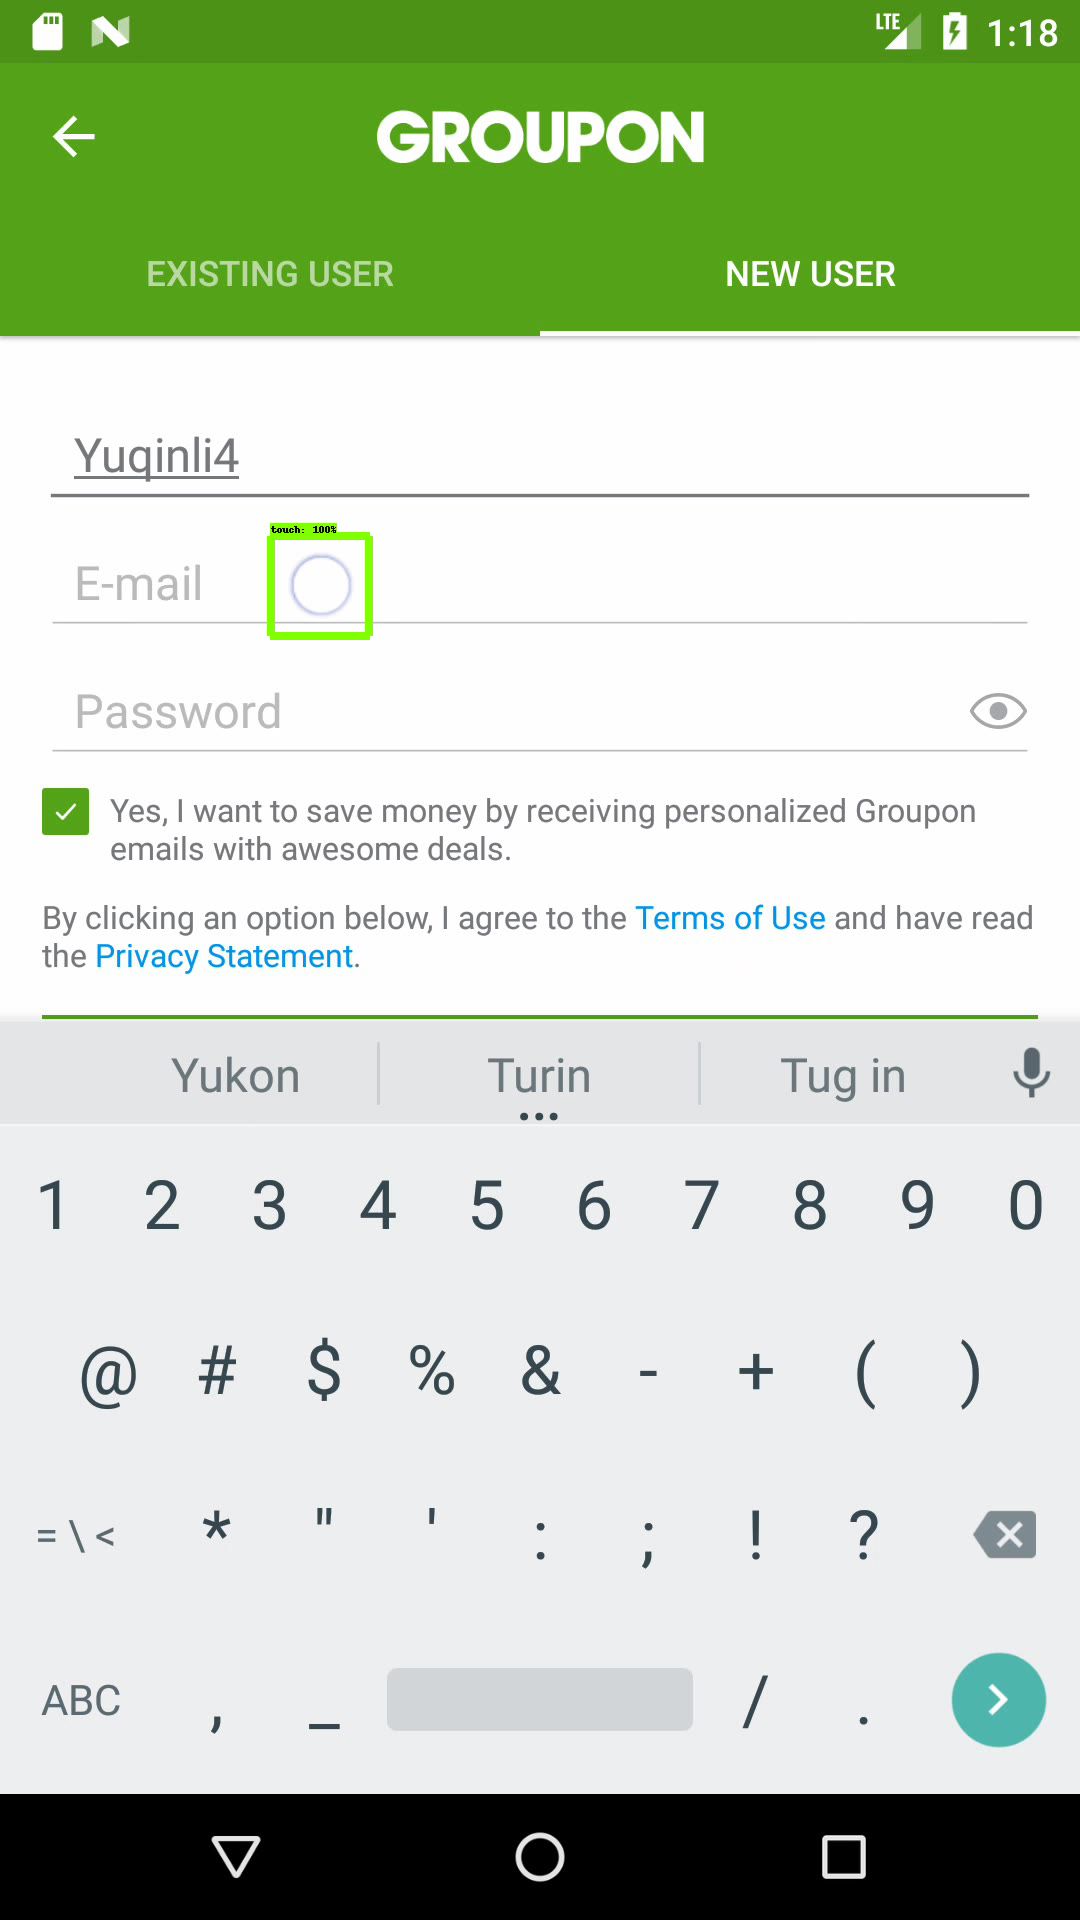 LTE 1:18
GROUPON
EXISTING USER NEW USER
Yuqinli4
touch: 100%
E-mail
Password
Yes, I want to save money by receiving personalized Groupon
emails with awesome deals.
By clicking an option below, I agree to the Terms of Use and have read
the Privacy Statement.
Yukon Turin Tug in
1 2 3 4 5 6 7 8 9 0
@ # $ % & - + ( )
= \ < * " ' : ; ! ?
ABC , _ / .